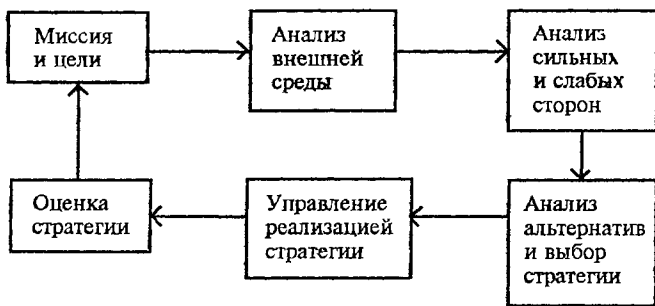 Миссия
и цели
Анализ
внешней
среды
Анализ
сильных
и слабых
сторон
Оценка
стратегии
Управление
реализацией
стратегии
Анализ
альтернатив
и выбор
стратегии